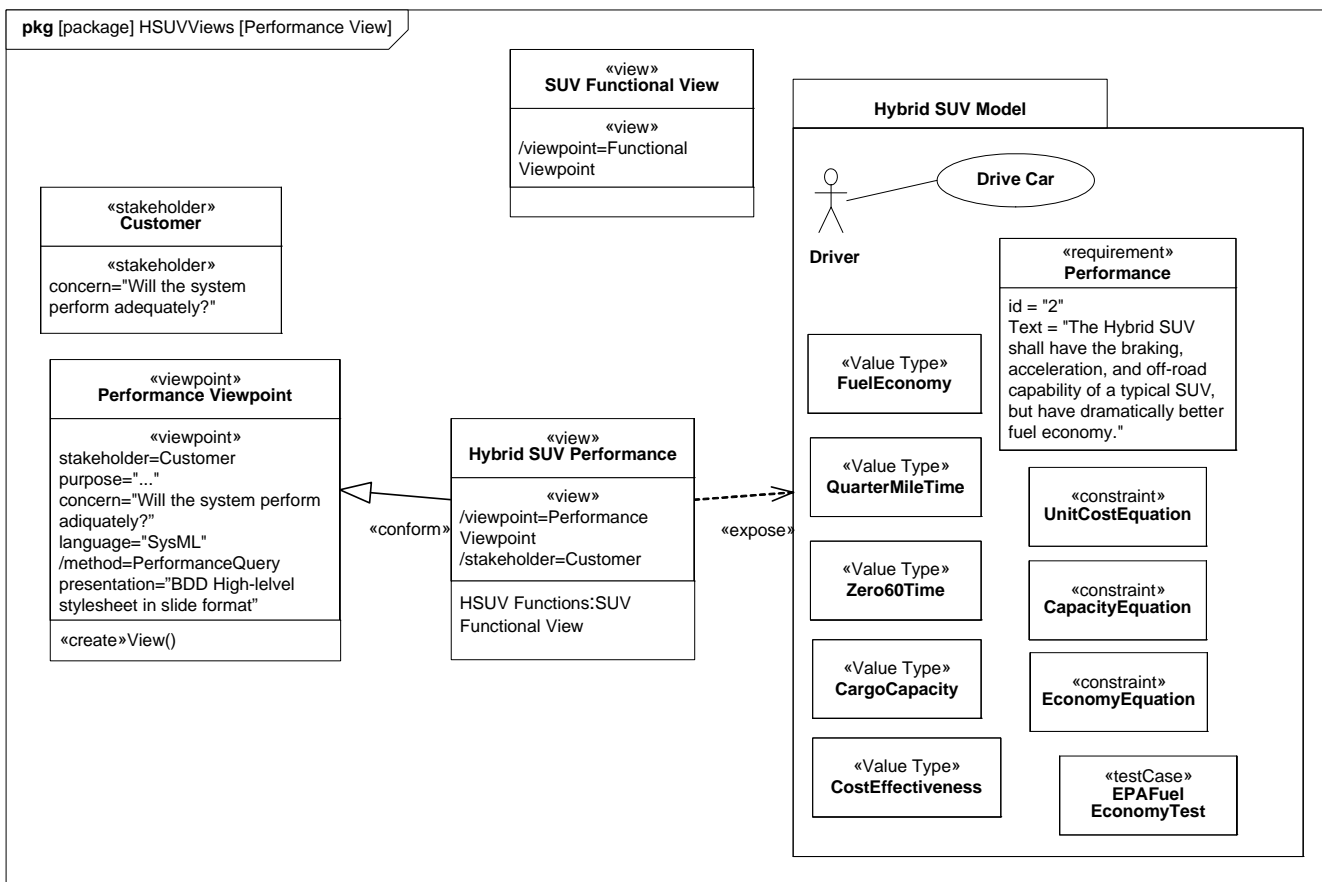 pkg [package] HSUVViews [Performance View]
«view»
SUV Functional View
«view»
/viewpoint=Functional
Viewpoint
«stakeholder»
Customer
«stakeholder»
concern="Will the system
perform adequately?"
«viewpoint»
Performance Viewpoint
«viewpoint»
stakeholder=Customer
purpose="..."
concern="Will the system perform
adiquately?”
language="SysML"
/method=PerformanceQuery
presentation=”BDD High-lelvel
stylesheet in slide format”
«create»View()
«conform»
«view»
Hybrid SUV Performance
«view»
/viewpoint=Performance
Viewpoint
/stakeholder=Customer
HSUV Functions:SUV
Functional View
«expose»
Hybrid SUV Model
Drive Car
Driver
«requirement»
Performance
id = "2"
Text = "The Hybrid SUV
shall have the braking,
acceleration, and off-road
capability of a typical SUV,
but have dramatically better
fuel economy."
«Value Type»
FuelEconomy
«Value Type»
QuarterMileTime
«Value Type»
Zero60Time
«Value Type»
CargoCapacity
«Value Type»
CostEffectiveness
«constraint»
UnitCostEquation
«constraint»
CapacityEquation
«constraint»
EconomyEquation
«testCase»
EPAFuel
EconomyTest